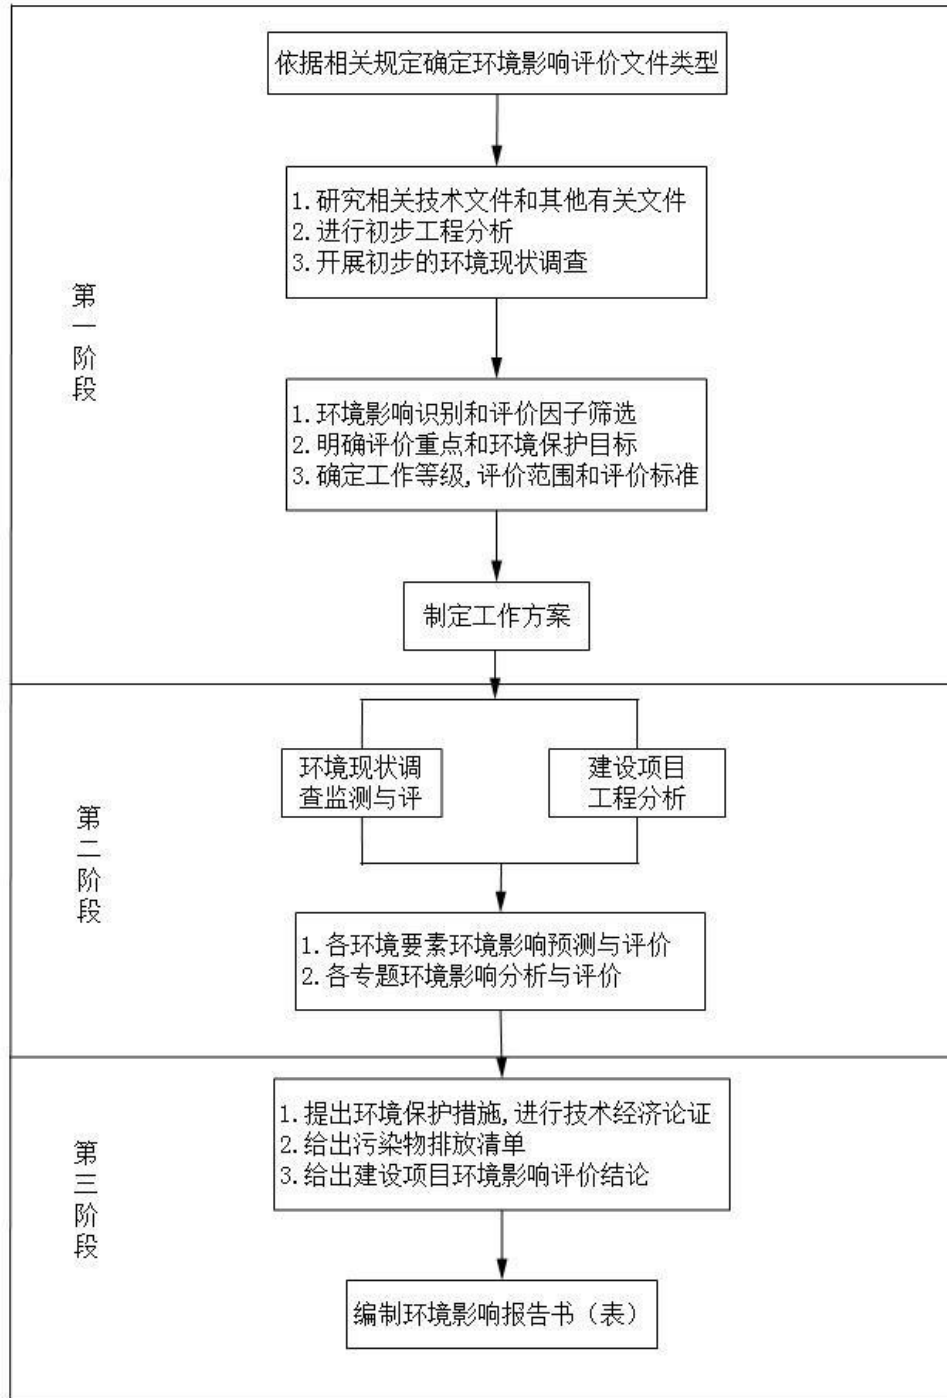 依据相关规定确定环境影响评价文件类型
1.研究相关技术文件和其他有关文件
2.进行初步工程分析
3.开展初步的环境现状调查
第一阶段
1.环境影响识别和评价因子筛选
2.明确评价重点和环境保护目标
3.确定工作等级,评价范围和评价标准
制定工作方案
环境现状调
查监测与评
建设项目
工程分析
第二阶段
1.各环境要素环境影响预测与评价
2.各专题环境影响分析与评价
1.提出环境保护措施,进行技术经济论证
2.给出污染物排放清单
3.给出建设项目环境影响评价结论
第三阶段
编制环境影响报告书（表）